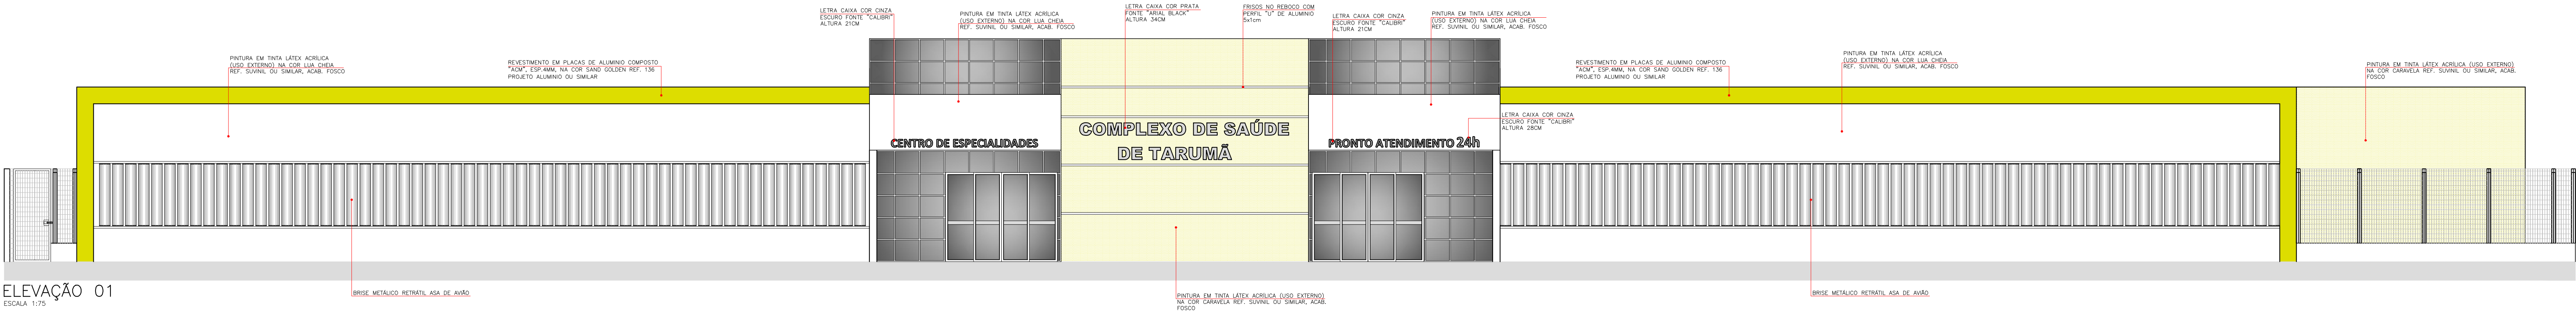 PINTURA EM TINTA LÁTEX ACRÍLICA
(USO EXTERNO) NA COR LUA CHEIA
REF. SUVINIL OU SIMILAR, ACAB. FOSCO
REVESTIMENTO EM PLACAS DE ALUMINIO COMPOSTO
"ACM", ESP.4MM, NA COR SAND GOLDEN REF. 136
PROJETO ALUMINIO OU SIMILAR
LETRA CAIXA COR CINZA
ESCURO FONTE "CALIBRI"
ALTURA 21CM
PINTURA EM TINTA LÁTEX ACRÍLICA
(USO EXTERNO) NA COR LUA CHEIA
REF. SUVINIL OU SIMILAR, ACAB. FOSCO
LETRA CAIXA COR PRATA
FONTE "ARIAL BLACK"
ALTURA 34CM
FRISOS NO REBOCO COM
PERFIL "U" DE ALUMINIO
5x1cm
LETRA CAIXA COR CINZA
ESCURO FONTE "CALIBRI"
ALTURA 21CM
PINTURA EM TINTA LÁTEX ACRÍLICA
(USO EXTERNO) NA COR LUA CHEIA
REF. SUVINIL OU SIMILAR, ACAB. FOSCO
REVESTIMENTO EM PLACAS DE ALUMINIO COMPOSTO
"ACM", ESP.4MM, NA COR SAND GOLDEN REF. 136
PROJETO ALUMINIO OU SIMILAR
PINTURA EM TINTA LÁTEX ACRÍLICA
(USO EXTERNO) NA COR LUA CHEIA
REF. SUVINIL OU SIMILAR, ACAB. FOSCO
PINTURA EM TINTA LÁTEX ACRÍLICA (USO EXTERNO)
NA COR CARAVELA REF. SUVINIL OU SIMILAR, ACAB.
FOSCO
LETRA CAIXA COR CINZA
ESCURO FONTE "CALIBRI"
ALTURA 28CM
CENTRO DE ESPECIALIDADES
COMPLEXO DE SAÚDE
DE TARUMÃ
PRONTO ATENDIMENTO 24h
BRISE METÁLICO RETRÁTIL ASA DE AVIÃO
PINTURA EM TINTA LÁTEX ACRÍLICA (USO EXTERNO)
NA COR CARAVELA REF. SUVINIL OU SIMILAR, ACAB.
FOSCO
BRISE METÁLICO RETRÁTIL ASA DE AVIÃO
ELEVAÇÃO 01
ESCALA 1:75